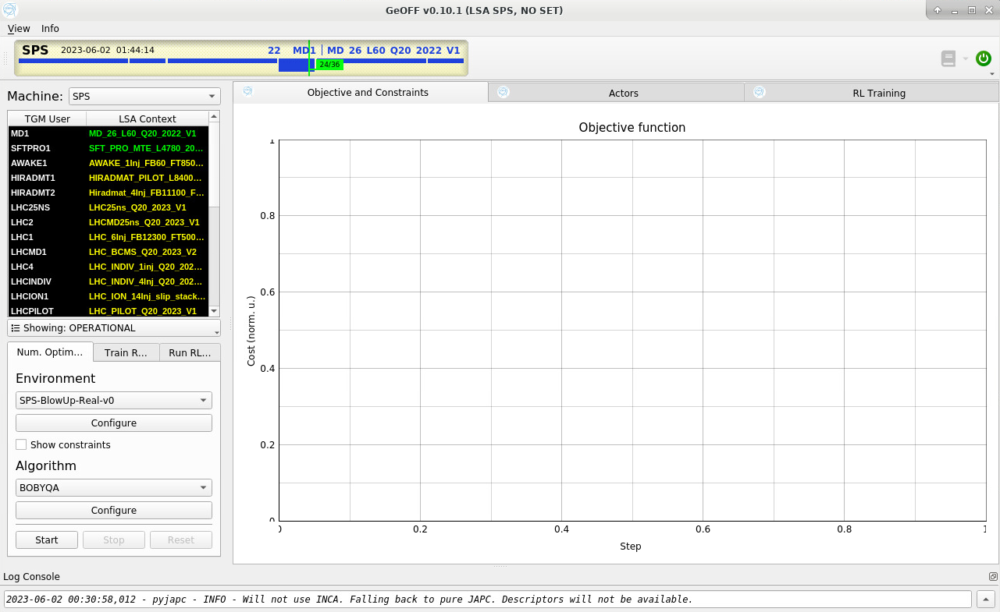 GeOFF v0.10.1 (LSA SPS, NO SET)
View Info
SPS 2023-06-02 01:44:14 22 MD1 MD 26 L60 Q20 2022 V1
24/36
Machine: SPS
TGM User LSA Context
MD1 MD_26_L60_Q20_2022_V1
SFTPRO1 SFT_PRO_MTE_L4780_20...
AWAKE1 AWAKE_1Inj_FB60_FT850...
HIRADMT1 HIRADMAT_PILOT_L8400...
HIRADMT2 Hiradmat_4Inj_FB11100_F...
LHC25NS LHC25ns_Q20_2023_V1
LHC2 LHCMD25ns_Q20_2023_V1
LHC1 LHC_6Inj_FB12300_FT500...
LHCMD1 LHC_BCMS_Q20_2023_V2
LHC4 LHC_INDIV_1inj_Q20_202...
LHCINDIV LHC_INDIV_4Inj_Q20_202...
LHCION1 LHC_ION_14Inj_slip_stack...
LHCPILOT LHC_PILOT_Q20_2023_V1
Showing: OPERATIONAL
Num. Optim... Train R... Run RL...
Environment
SPS-BlowUp-Real-v0
Configure
Show constraints
Algorithm
BOBYQA
Configure
Start Stop Reset
Objective and Constraints Actors RL Training
Objective function
1
0.8
0.6
0.4
0.2
0
Cost (norm. u.)
0 0.2 0.4 0.6 0.8 1
Step
Log Console
2023-06-02 00:30:58,012 - pyjapc - INFO - Will not use INCA. Falling back to pure JAPC. Descriptors will not be available.